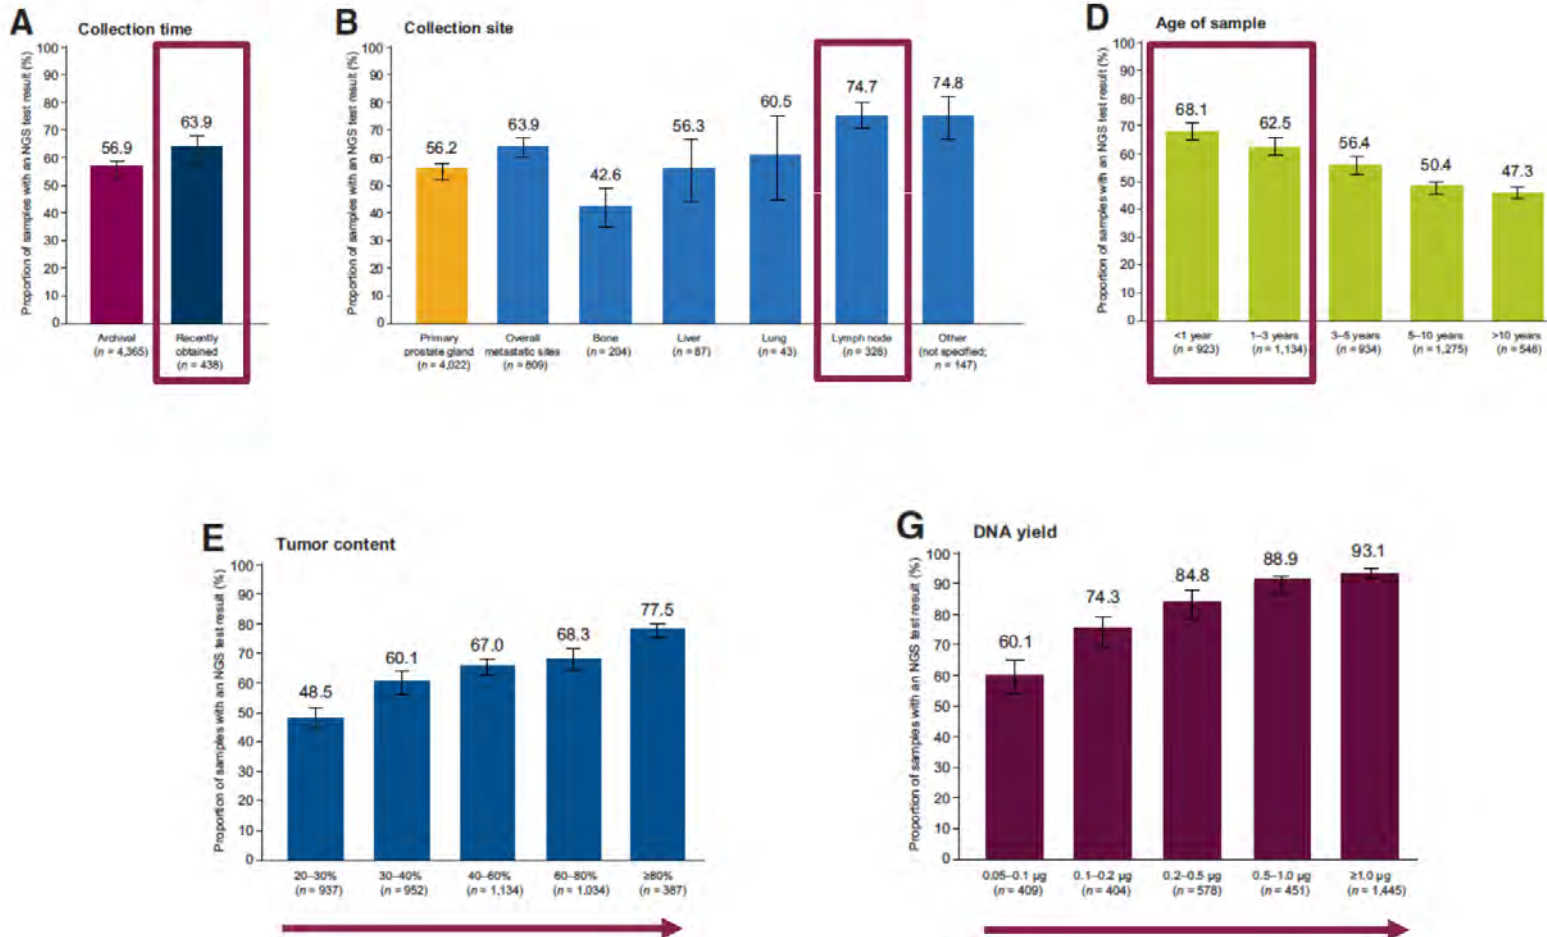 A Collection time
Proportion of samples with an NGS test result (%)
100
90
80
70
60
50
40
30
20
10
0
56.9
63.9
Archival
(n = 4,365)
Recently
obtained
(n = 438)
B Collection site
Proportion of samples with an NGS test result (%)
100
90
80
70
60
50
40
30
20
10
0
56.2
63.9
42.6
56.3
60.5
74.7
74.8
Primary
prostate gland
(n = 4,022)
Overall
metastatic sites
(n = 809)
Bone
(n = 204)
Liver
(n = 87)
Lung
(n = 43)
Lymph node
(n = 328)
Other
(not specified;
n = 147)
D Age of sample
Proportion of samples with an NGS test result (%)
100
90
80
70
60
50
40
30
20
10
0
68.1
62.5
56.4
50.4
47.3
<1 year
(n = 923)
1–3 years
(n = 1,134)
3–5 years
(n = 934)
5–10 years
(n = 1,275)
>10 years
(n = 546)
E Tumor content
Proportion of samples with an NGS test result (%)
100
90
80
70
60
50
40
30
20
10
0
48.5
60.1
67.0
68.3
77.5
20–30%
(n = 937)
30–40%
(n = 952)
40–60%
(n = 1,134)
60–80%
(n = 1,034)
≥80%
(n = 387)
G DNA yield
Proportion of samples with an NGS test result (%)
100
90
80
70
60
50
40
30
20
10
0
60.1
74.3
84.8
88.9
93.1
0.05–0.1 µg
(n = 409)
0.1–0.2 µg
(n = 404)
0.2–0.5 µg
(n = 578)
0.5–1.0 µg
(n = 451)
≥1.0 µg
(n = 1,445)